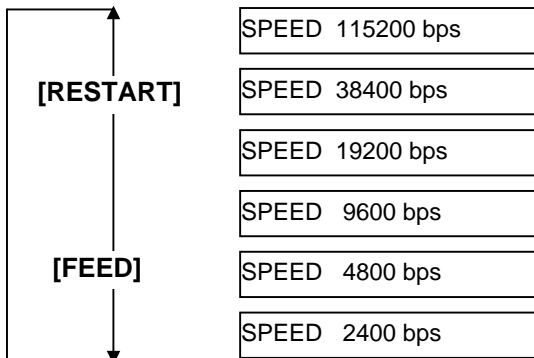 SPEED 115200 bps
[RESTART]
SPEED 38400 bps
SPEED 19200 bps
SPEED 9600 bps
[FEED]
SPEED 4800 bps
SPEED 2400 bps